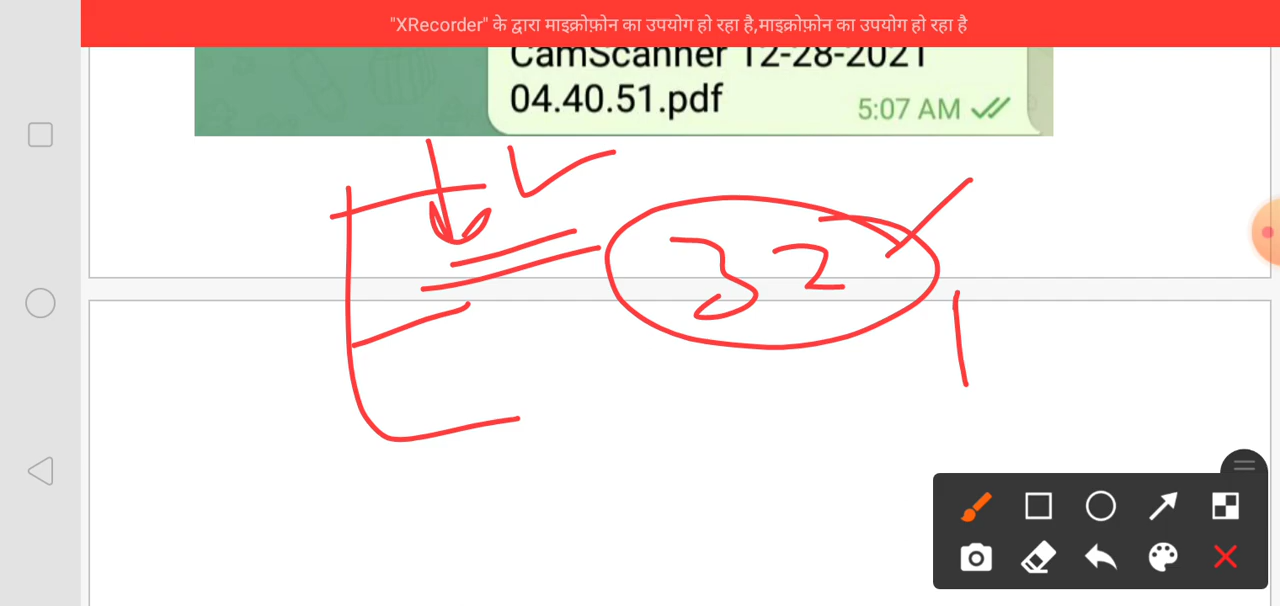 "XRecorder" के द्वारा माइक्रोफ़ोन का उपयोग हो रहा है,माइक्रोफ़ोन का उपयोग हो रहा है
CamScanner 12-28-2021
04.40.51.pdf
5:07 AM
E
32